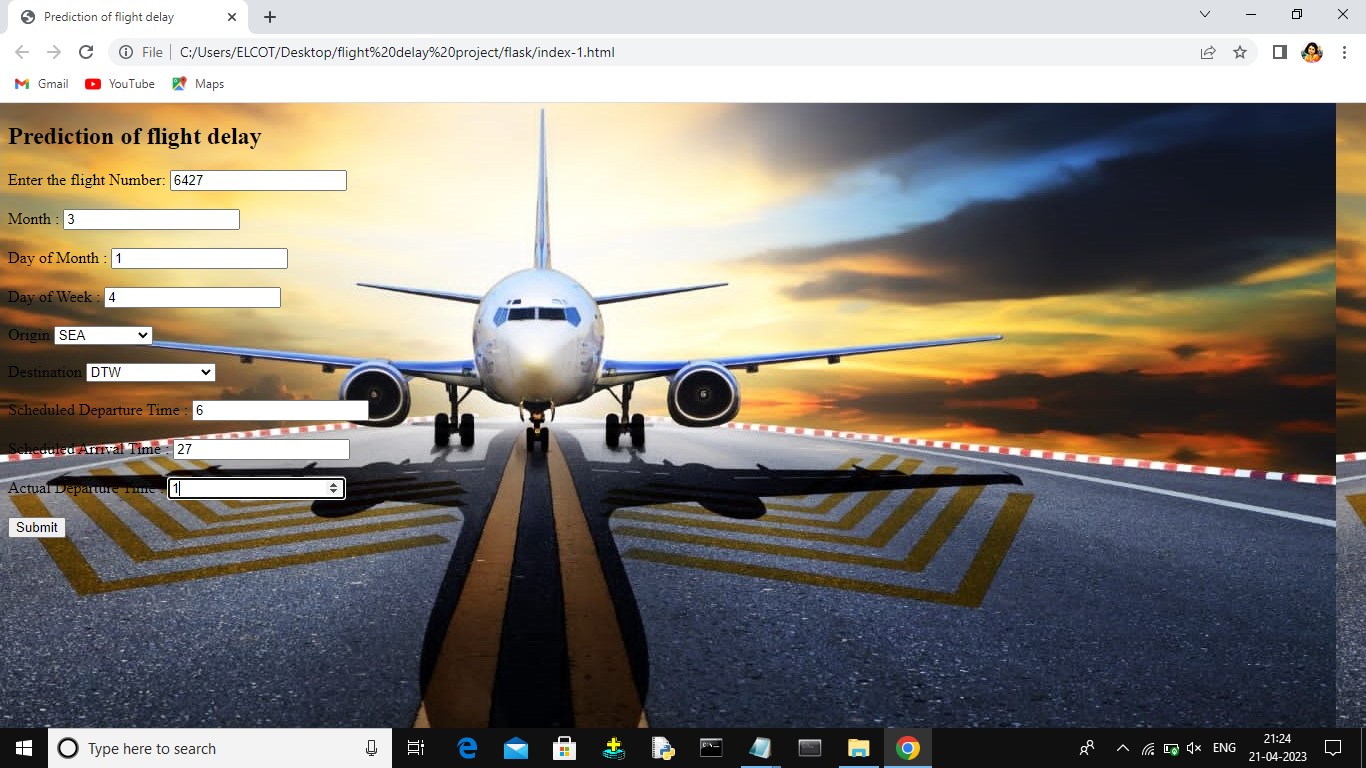 Prediction of flight delay
File C:/Users/ELCOT/Desktop/flight%20delay%20project/flask/index-1.html
Gmail YouTube Maps
Prediction of flight delay
Enter the flight Number: 6427
Month : 3
Day of Month : 1
Day of Week : 4
Origin SEA
Destination DTW
Scheduled Departure Time : 6
Scheduled Arrival Time : 27
Actual Departure Time : 1
Submit
Type here to search
ENG
21:24
21-04-2023